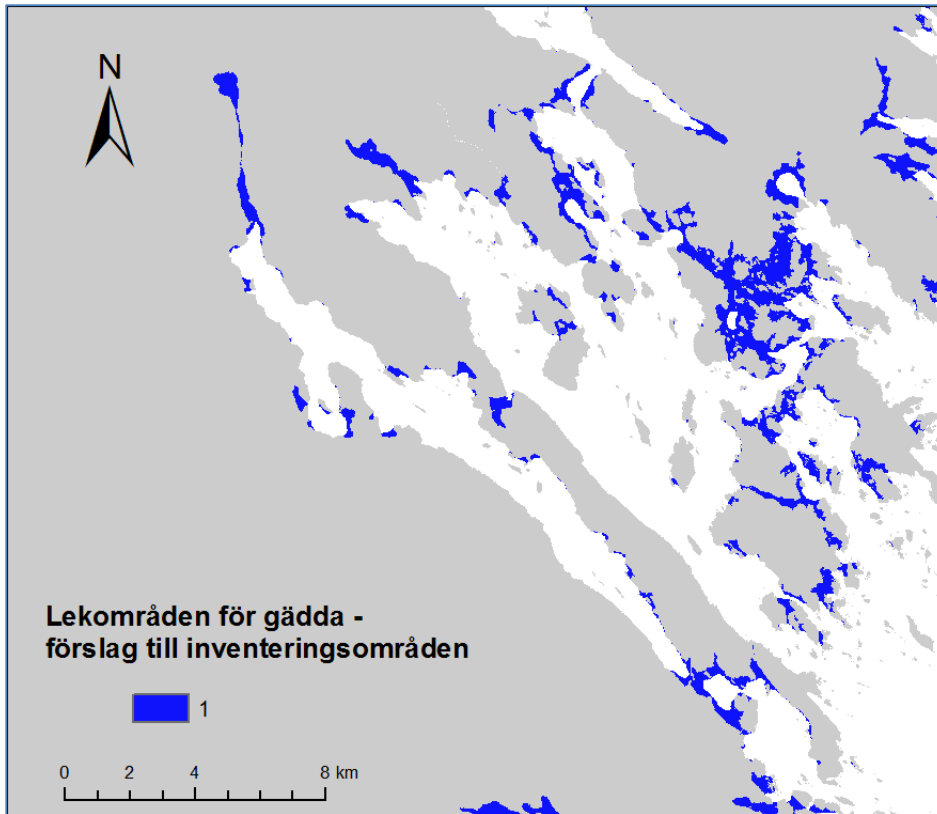 N
Lekområden för gädda -
förslag till inventeringsområden
1
0 2 4 8 km